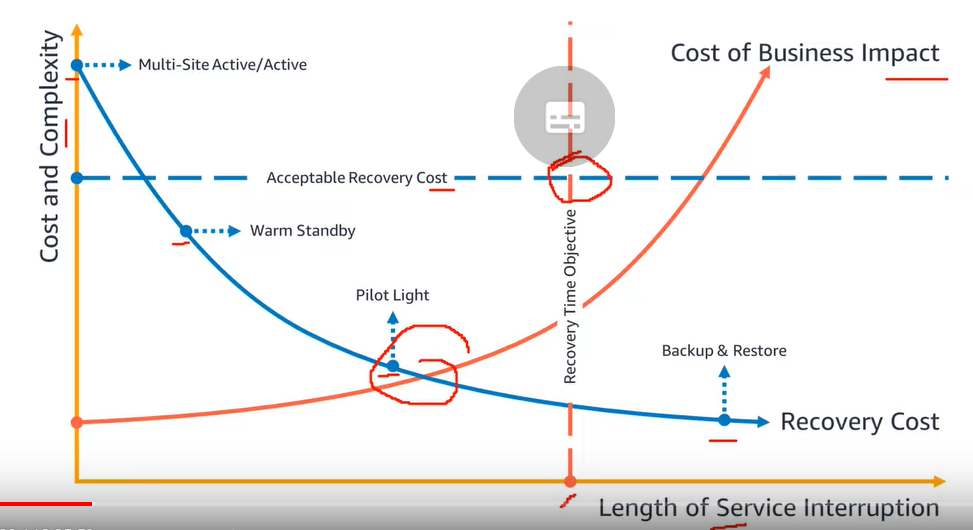 Cost of Business Impact
Multi-Site Active/Active
Cost and Complexity
Acceptable Recovery Cost
Warm Standby
Recovery Time Objective
Pilot Light
Backup & Restore
Recovery Cost
Length of Service Interruption